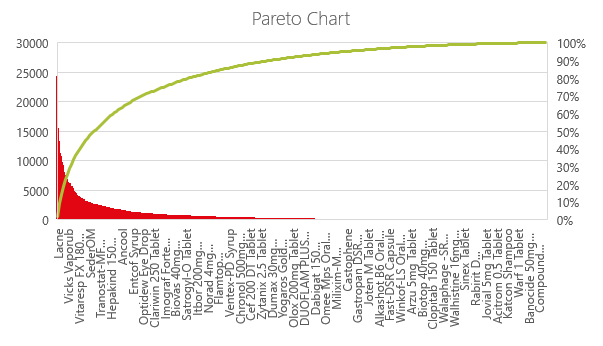 Pareto Chart
30000
25000
20000
15000
10000
5000
0
100%
90%
80%
70%
60%
50%
40%
30%
20%
10%
0%
Lacne
Vicks Vaporub
Vitaresp FX 180...
SederOM
Tranostat-MF...
Hepakind 150...
Ancool
Entcof Syrup
Optidew Eye Drop
Clariwin 250 Tablet
Imograf Forte...
Biovas 40mg...
Satrogyl-O Tablet
Itbor 200mg...
Norad 4mg...
Flamtop...
Ventex-PD Syrup
Chrwnol 500mg...
Cef 200 DT Tablet
Zytanix 2.5 Tablet
Dumax 30mg...
Younglas Gold...
Olox 200mg Tablet
DUOFLAM PLUS...
Dabigat 150...
Omee Mps Oral...
Milixim-M...
Castophene
Gastropan DSR...
Joten M Tablet
Alkashot B6 Oral...
Fast-DSR Capsule
Winkof-LS Oral...
Arzu 5mg Tablet
Biotop 40mg...
Clopitab 150 Tablet
Walaphage -SR...
Walhistine 16mg...
Sinex Tablet
Rabirit D...
Jovial 5mg Tablet
Acitrom 0.5 Tablet
Katcon Shampoo
Warf 1 Tablet
Banocide 50mg...
Compound...